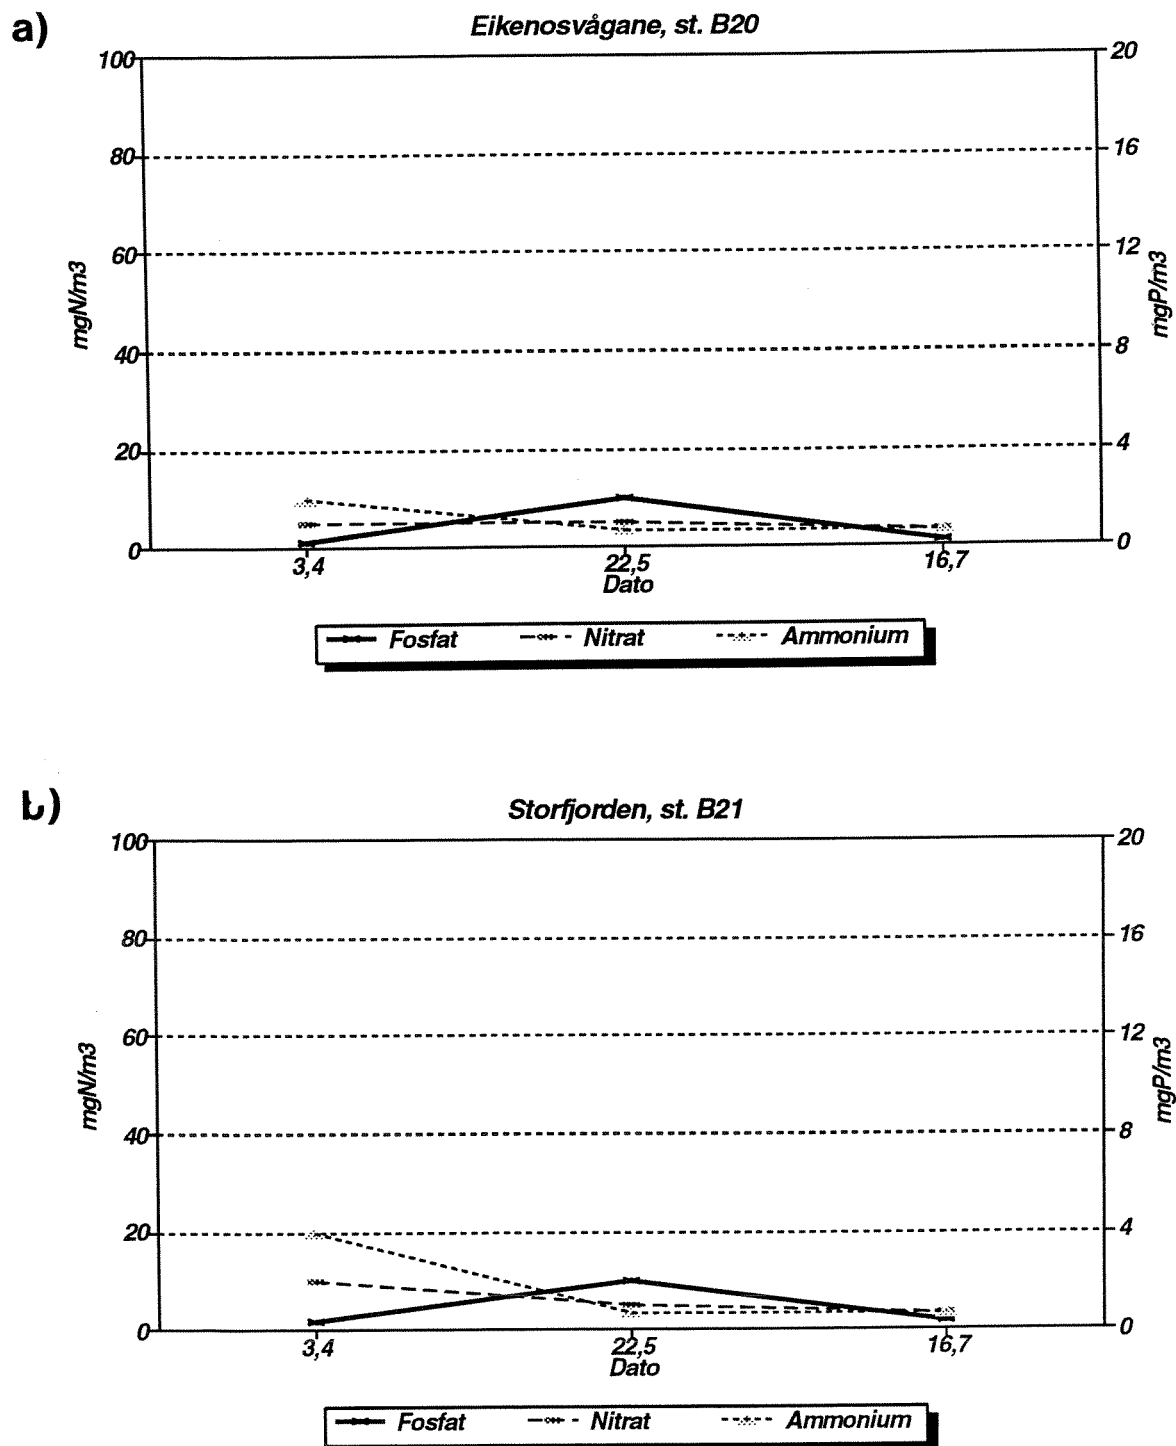 a)
Eikenosvågane, st. B20
100
80
60
40
20
0
mgN/m3
20
16
12
8
4
0
mgP/m3
3,4 22,5 16,7
Dato
Fosfat Nitrat Ammonium
b)
Storfjorden, st. B21
100
80
60
40
20
0
mgN/m3
20
16
12
8
4
0
mgP/m3
3,4 22,5 16,7
Dato
Fosfat Nitrat Ammonium